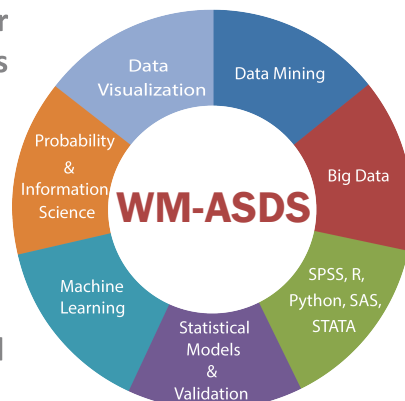 Data
Visualization
Data Mining
Big Data
SPSS, R,
Python, SAS,
STATA
Statistical
Models
&
Validation
Machine
Learning
Probability
&
Information
Science
WM-ASDS